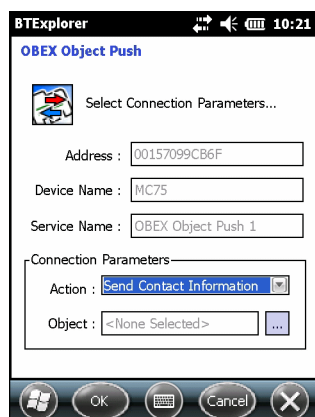 BTExplorer 10:21
OBEX Object Push
Select Connection Parameters...
Address : 00157099CB6F
Device Name : MC75
Service Name : OBEX Object Push 1
Connection Parameters
Action : Send Contact Information
Object : <None Selected> ...
OK Cancel